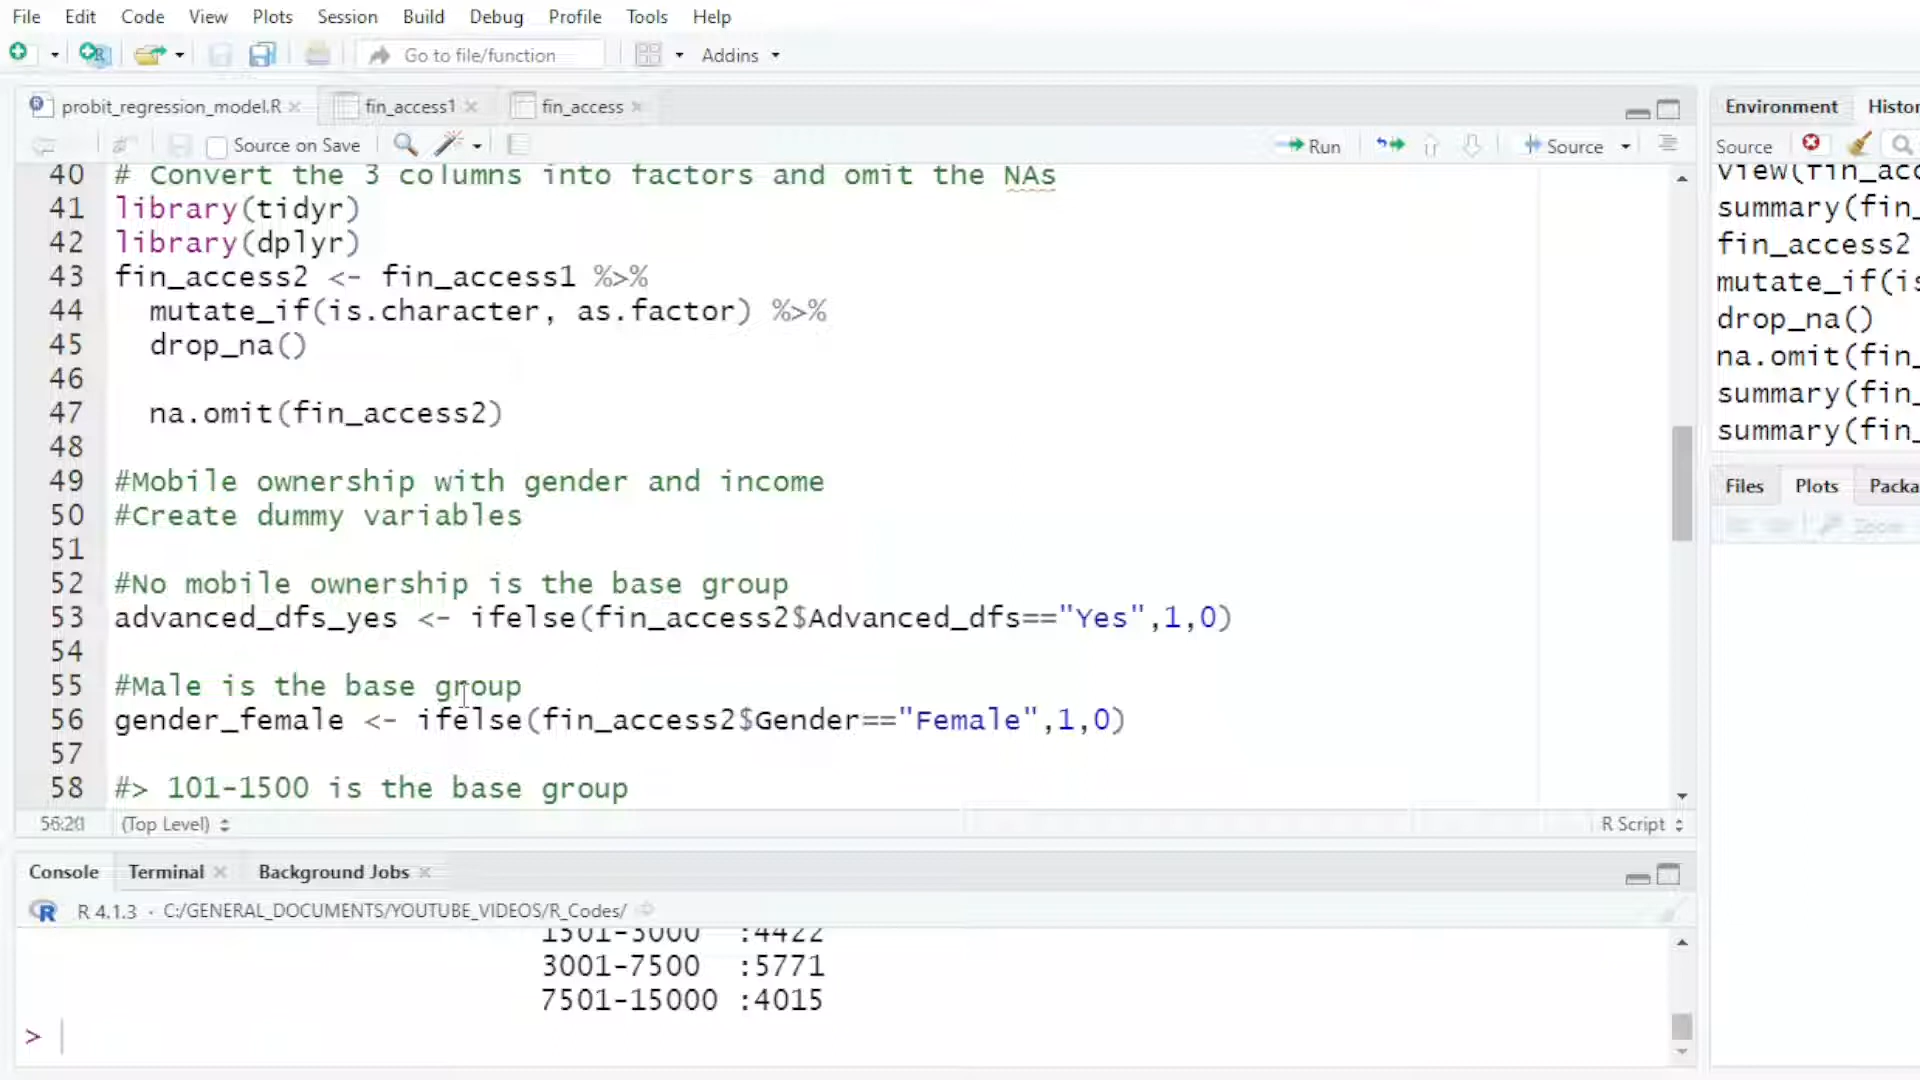 File Edit Code View Plots Session Build Debug Profile Tools Help
Go to file/function Addins
probit_regression_model.R fin_access1 fin_access
Source on Save Run Source
40 # Convert the 3 columns into factors and omit the NAs
41 library(tidyr)
42 library(dplyr)
43 fin_access2 <- fin_access1 %>%
44 mutate_if(is.character, as.factor) %>%
45 drop_na()
46
47 na.omit(fin_access2)
48
49 #Mobile ownership with gender and income
50 #Create dummy variables
51
52 #No mobile ownership is the base group
53 advanced_dfs_yes <- ifelse(fin_access2$Advanced_dfs=="Yes",1,0)
54
55 #Male is the base group
56 gender_female <- ifelse(fin_access2$Gender=="Female",1,0)
57
58 #> 101-1500 is the base group
56:20 (Top Level) R Script
Console Terminal Background Jobs
R 4.1.3 · C:/GENERAL_DOCUMENTS/YOUTUBE_VIDEOS/R_Codes/
1501-3000 :4422
3001-7500 :5771
7501-15000 :4015
>
Environment Histor
Source
view(fin_acc
summary(fin_
fin_access2
mutate_if(is
drop_na()
na.omit(fin_
summary(fin_
summary(fin_
Files Plots Packa
Zoom